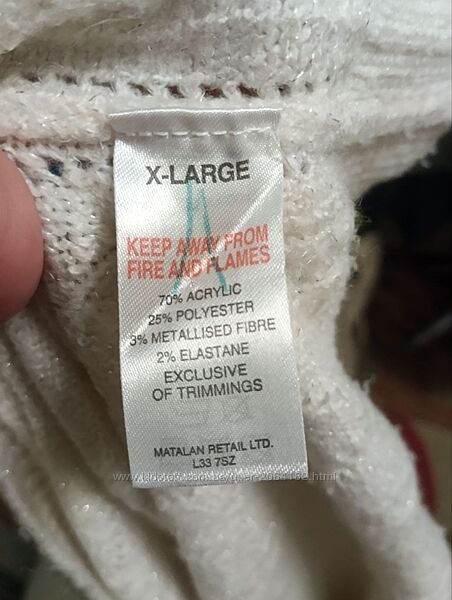 X-LARGE
KEEP AWAY FROM
FIRE AND FLAMES
70% ACRYLIC
25% POLYESTER
3% METALLISED FIBRE
2% ELASTANE
EXCLUSIVE
OF TRIMMINGS
MATALAN RETAIL LTD.
L33 7SZ